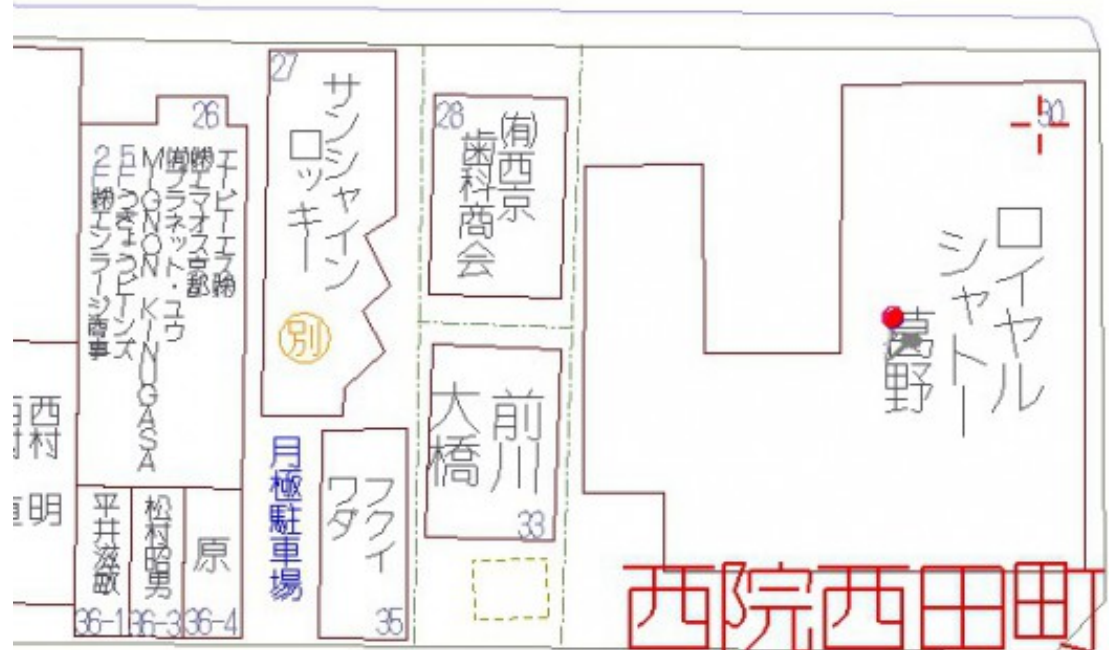 26
エービーエス㈱
㈱エマオス京都
㈲プラネット・ユウ
MIGNON KINUGASA
5Fつきょうビーンズ
2F㈱エンラージ商事
27
サンシャイン
ロッキー
別
28
㈲西京
歯科商会
30
ロイヤル
シャトー
葛野
前川
大橋
33
西村
明
月極駐車場
フクイ
ワダ
35
平井滋敏
36-1
松村昭男
36-3
原
36-4
西院西田町